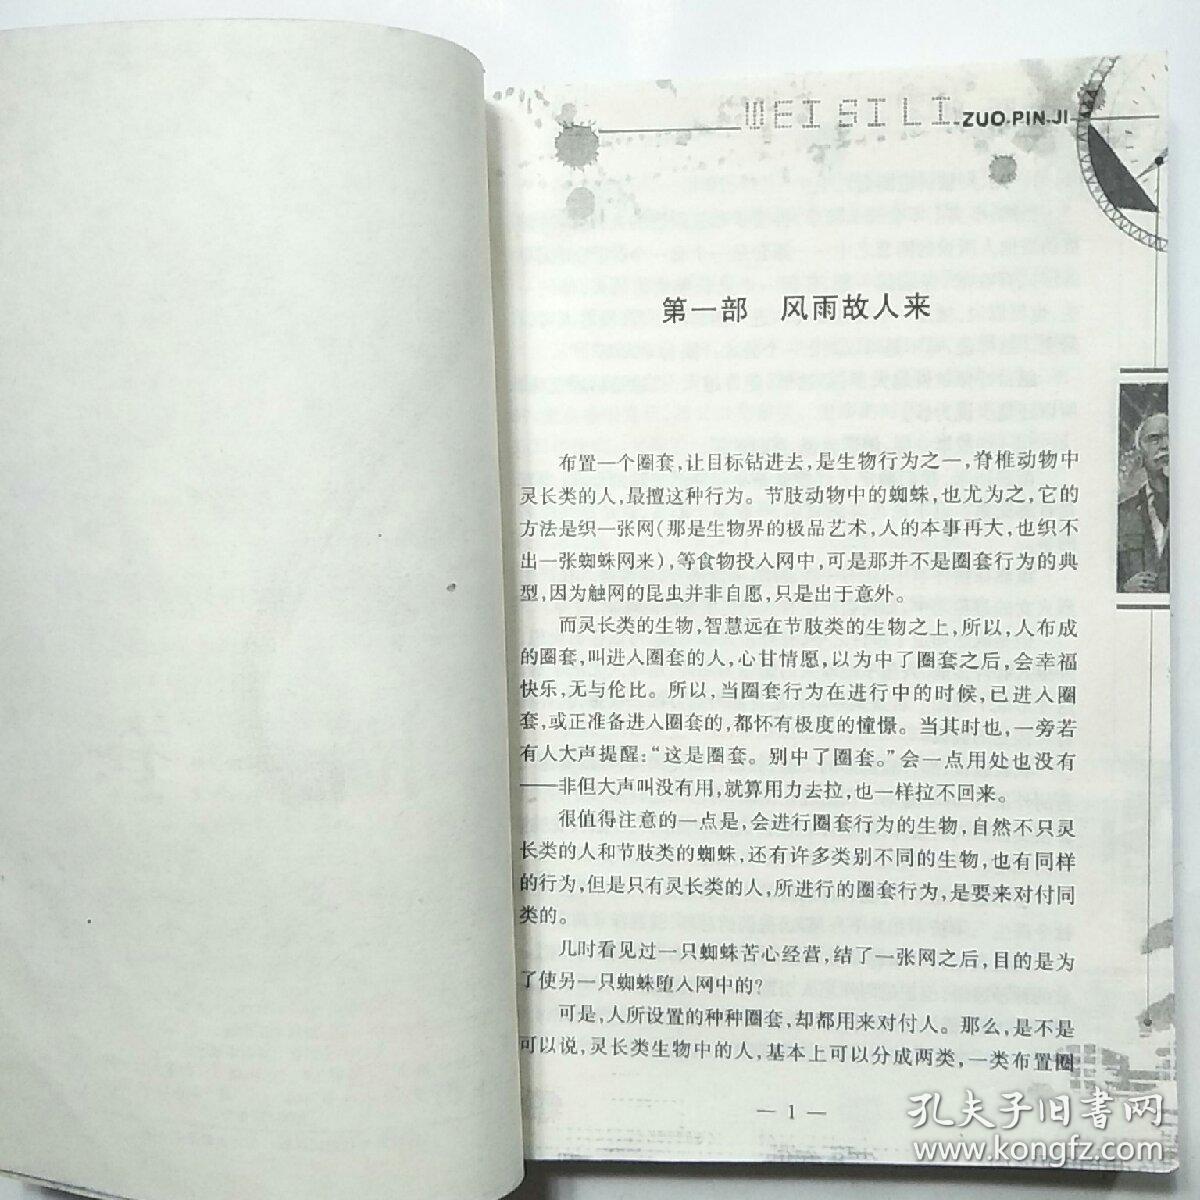 WEI SI LI ZUO·PIN·JI
第一部　风雨故人来
布置一个圈套,让目标钻进去,是生物行为之一,脊椎动物中
灵长类的人,最擅这种行为。节肢动物中的蜘蛛,也尤为之,它的
方法是织一张网(那是生物界的极品艺术,人的本事再大,也织不
出一张蜘蛛网来),等食物投入网中,可是那并不是圈套行为的典
型,因为触网的昆虫并非自愿,只是出于意外。
而灵长类的生物,智慧远在节肢类的生物之上,所以,人布成
的圈套,叫进入圈套的人,心甘情愿,以为中了圈套之后,会幸福
快乐,无与伦比。所以,当圈套行为在进行中的时候,已进入圈
套,或正准备进入圈套的,都怀有极度的憧憬。当其时也,一旁若
有人大声提醒:“这是圈套。别中了圈套。”会一点用处也没有
——非但大声叫没有用,就算用力去拉,也一样拉不回来。
很值得注意的一点是,会进行圈套行为的生物,自然不只灵
长类的人和节肢类的蜘蛛,还有许多类别不同的生物,也有同样
的行为,但是只有灵长类的人,所进行的圈套行为,是要来对付同
类的。
几时看见过一只蜘蛛苦心经营,结了一张网之后,目的是为
了使另一只蜘蛛堕入网中的?
可是,人所设置的种种圈套,却都用来对付人。那么,是不是
可以说,灵长类生物中的人,基本上可以分成两类,一类布置圈
— 1 —
孔夫子旧书网
www.kongfz.com